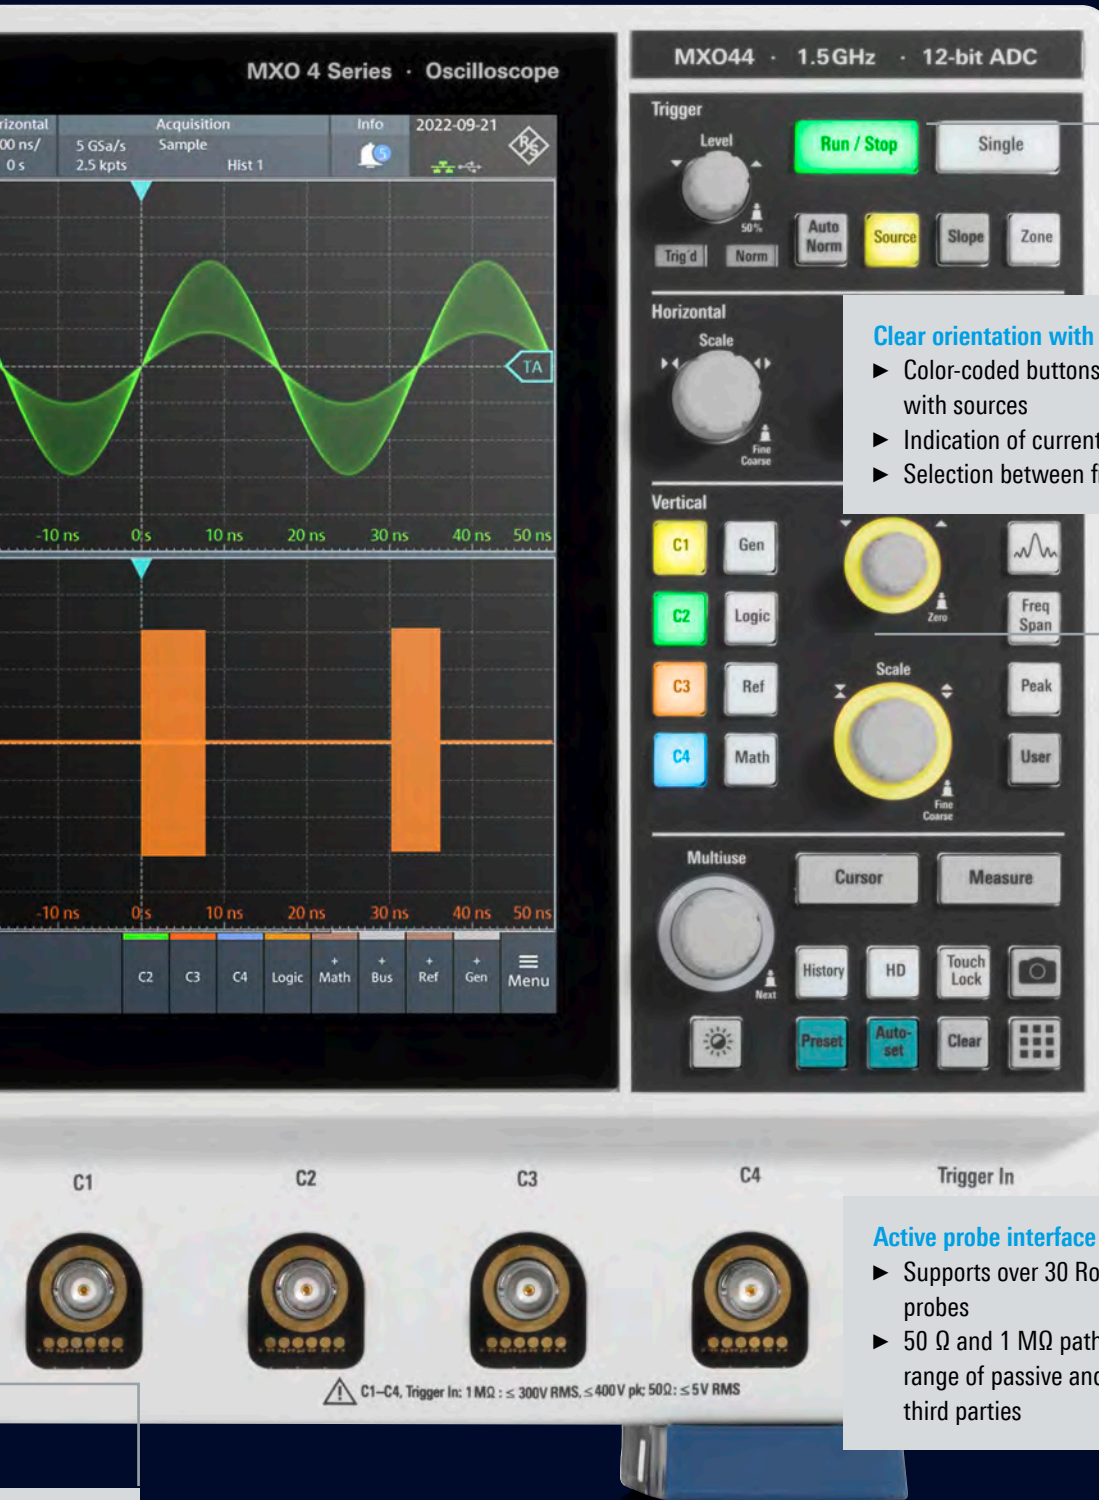 MXO 4 Series · Oscilloscope
MXO44 · 1.5 GHz · 12-bit ADC
rizontal
00 ns/
0 s
5 GSa/s
2.5 kpts
Acquisition
Sample
Hist 1
Info
5
2022-09-21
R&S
TA
-10 ns 0 s 10 ns 20 ns 30 ns 40 ns 50 ns
-10 ns 0 s 10 ns 20 ns 30 ns 40 ns 50 ns
C2 C3 C4 Logic + Math + Bus + Ref + Gen Menu
Trigger
Level
50%
Trig'd Norm
Run / Stop Single
Auto Norm
Source Slope Zone
Horizontal
Scale
Fine
Coarse
Clear orientation with
► Color-coded buttons
with sources
► Indication of current
► Selection between fi
Vertical
C1 Gen
C2 Logic
C3 Ref
C4 Math
Zero
Scale
Fine
Coarse
Freq
Span
Peak
User
Multiuse
Next
Cursor Measure
History HD Touch Lock
Preset Auto-set Clear
C1 C2 C3 C4 Trigger In
C1–C4, Trigger In: 1 MΩ : ≤ 300V RMS, ≤ 400V pk; 50Ω : ≤ 5V RMS
Active probe interface
► Supports over 30 Ro
probes
► 50 Ω and 1 MΩ path
range of passive and
third parties